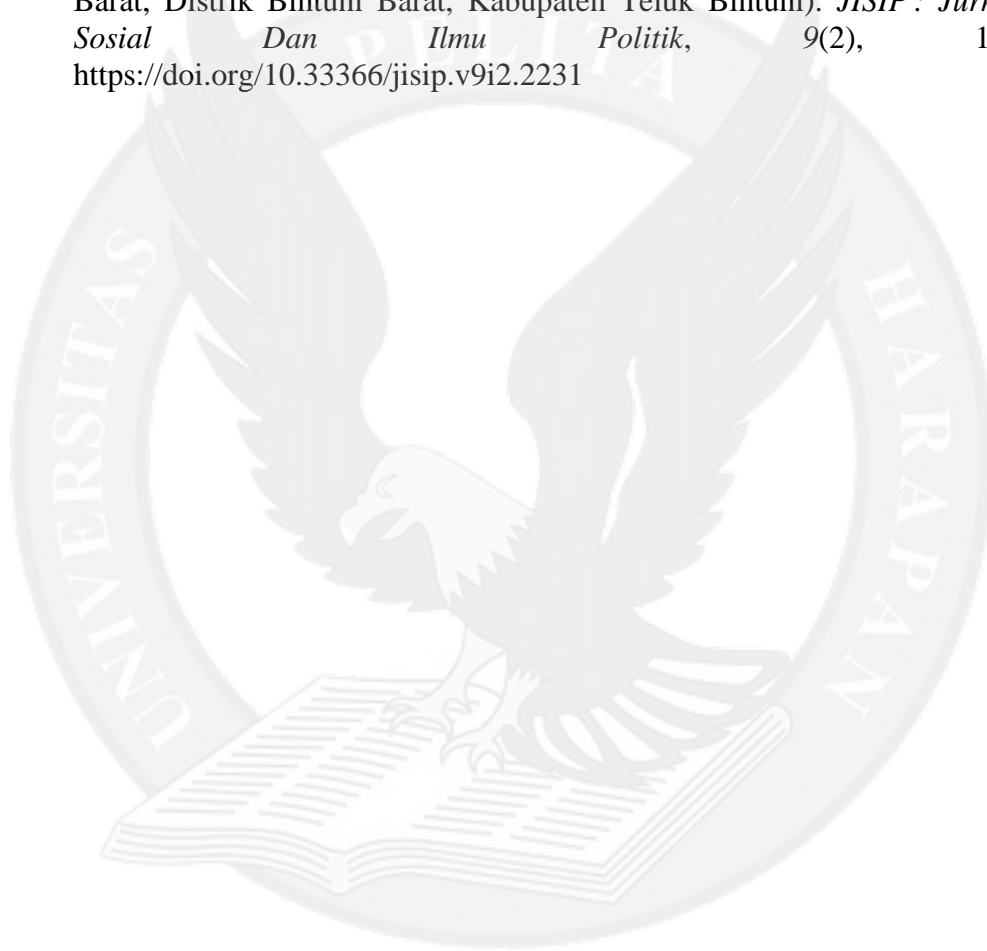 Barat, Distrik Bintuni Barat, Kabupaten Teluk Bintuni). JISIP : Jurn
Sosial Dan Ilmu Politik, 9(2), 1
https://doi.org/10.33366/jisip.v9i2.2231
UNIVERSITAS PELITA HARAPAN